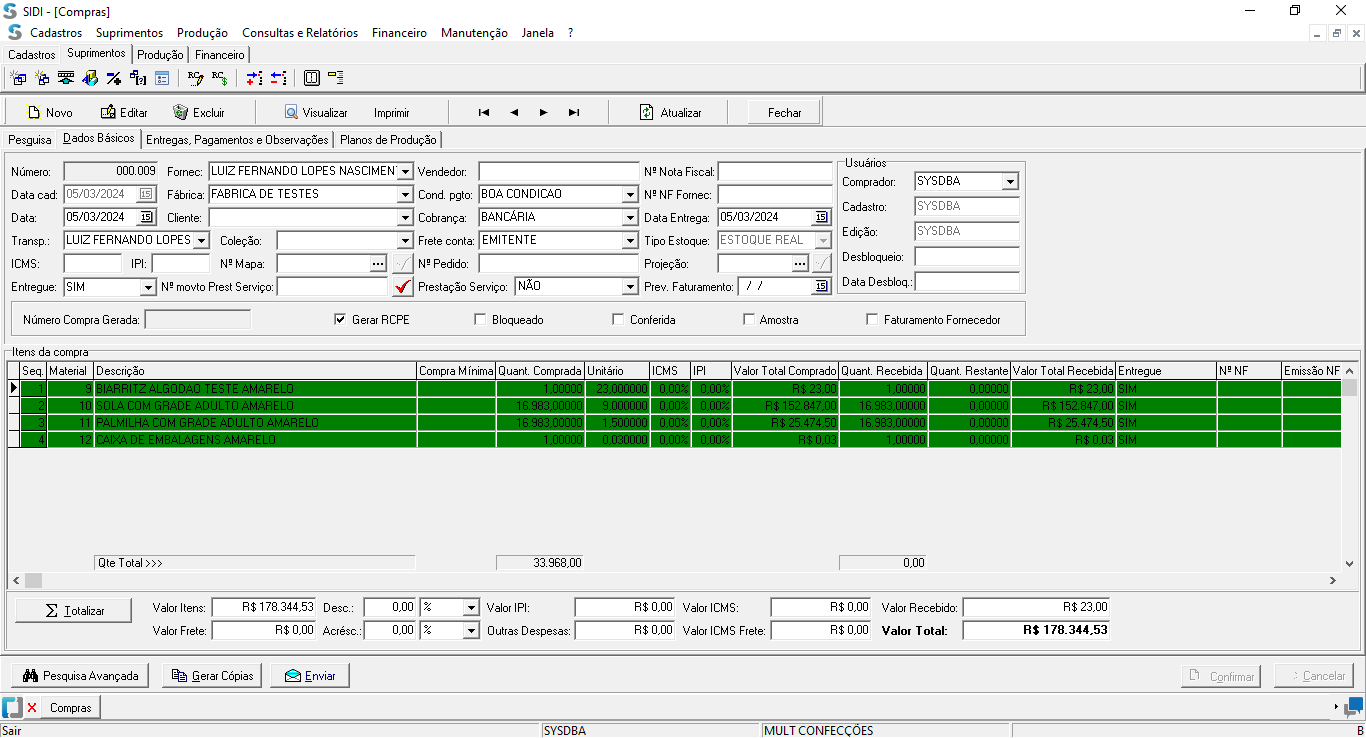 SIDI - [Compras]
Cadastros Suprimentos Produção Consultas e Relatórios Financeiro Manutenção Janela ?
Cadastros Suprimentos Produção Financeiro
Novo Editar Excluir Visualizar Imprimir Atualizar Fechar
Pesquisa Dados Básicos Entregas, Pagamentos e Observações Planos de Produção
Número: 000.009 Fornec: LUIZ FERNANDO LOPES NASCIMEN Vendedor: Nº Nota Fiscal: Usuários
Comprador: SYSDBA
Data cad: 05/03/2024 15 Fábrica: FABRICA DE TESTES Cond. pgto: BOA CONDICAO Nº NF Fornec:
Cadastro: SYSDBA
Data: 05/03/2024 15 Cliente: Cobrança: BANCÁRIA Data Entrega: 05/03/2024 15
Edição: SYSDBA
Transp.: LUIZ FERNANDO LOPES Coleção: Frete conta: EMITENTE Tipo Estoque: ESTOQUE REAL
Desbloqueio:
ICMS: IPI: Nº Mapa: ... Nº Pedido: Projeção: ...
Data Desbloq.:
Entregue: SIM Nº movto Prest Serviço: Prestação Serviço: NÃO Prev. Faturamento: / / 15
Número Compra Gerada: Gerar RCPE Bloqueado Conferida Amostra Faturamento Fornecedor
Itens da compra
Seq. Material Descrição Compra Mínima Quant. Comprada Unitário ICMS IPI Valor Total Comprado Quant. Recebida Quant. Restante Valor Total Recebida Entregue Nº NF Emissão NF
1 9 BIARRITZ ALGODAO TESTE AMARELO 1,00000 23,000000 0,00% 0,00% R$ 23,00 1,00000 0,00000 R$ 23,00 SIM
2 10 SOLA COM GRADE ADULTO AMARELO 16.983,00000 9,000000 0,00% 0,00% R$ 152.847,00 16.983,00000 0,00000 R$ 152.847,00 SIM
3 11 PALMILHA COM GRADE ADULTO AMARELO 16.983,00000 1,500000 0,00% 0,00% R$ 25.474,50 16.983,00000 0,00000 R$ 25.474,50 SIM
4 12 CAIXA DE EMBALAGENS AMARELO 1,00000 0,030000 0,00% 0,00% R$ 0,03 1,00000 0,00000 R$ 0,03 SIM
Qte Total >>> 33.968,00 0,00
Σ Totalizar Valor Itens: R$ 178.344,53 Desc.: 0,00 % Valor IPI: R$ 0,00 Valor ICMS: R$ 0,00 Valor Recebido: R$ 23,00
Valor Frete: R$ 0,00 Acrésc.: 0,00 % Outras Despesas: R$ 0,00 Valor ICMS Frete: R$ 0,00 Valor Total: R$ 178.344,53
Pesquisa Avançada Gerar Cópias Enviar Confirmar Cancelar
Compras
Sair SYSDBA MULT CONFECÇÕES B